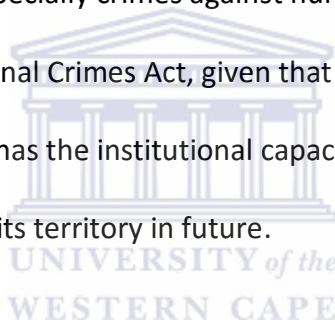 pecially crimes against hu
nal Crimes Act, given that
has the institutional capac
its territory in future.
UNIVERSITY of the
WESTERN CAPE